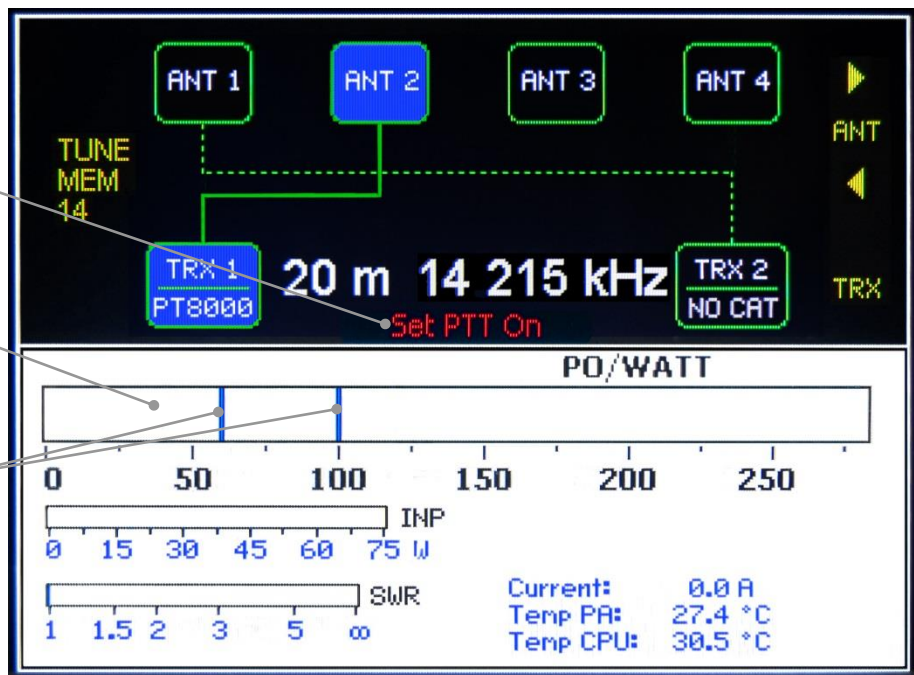 ANT 1 ANT 2 ANT 3 ANT 4
ANT
TUNE
MEM
14
TRX 1
PT8000
20 m 14 215 kHz
TRX 2
NO CAT
TRX
Set PTT On
PO/WATT
0 50 100 150 200 250
INP
0 15 30 45 60 75 W
SWR
1 1.5 2 3 5 ∞
Current: 0.0 A
Temp PA: 27.4 °C
Temp CPU: 30.5 °C